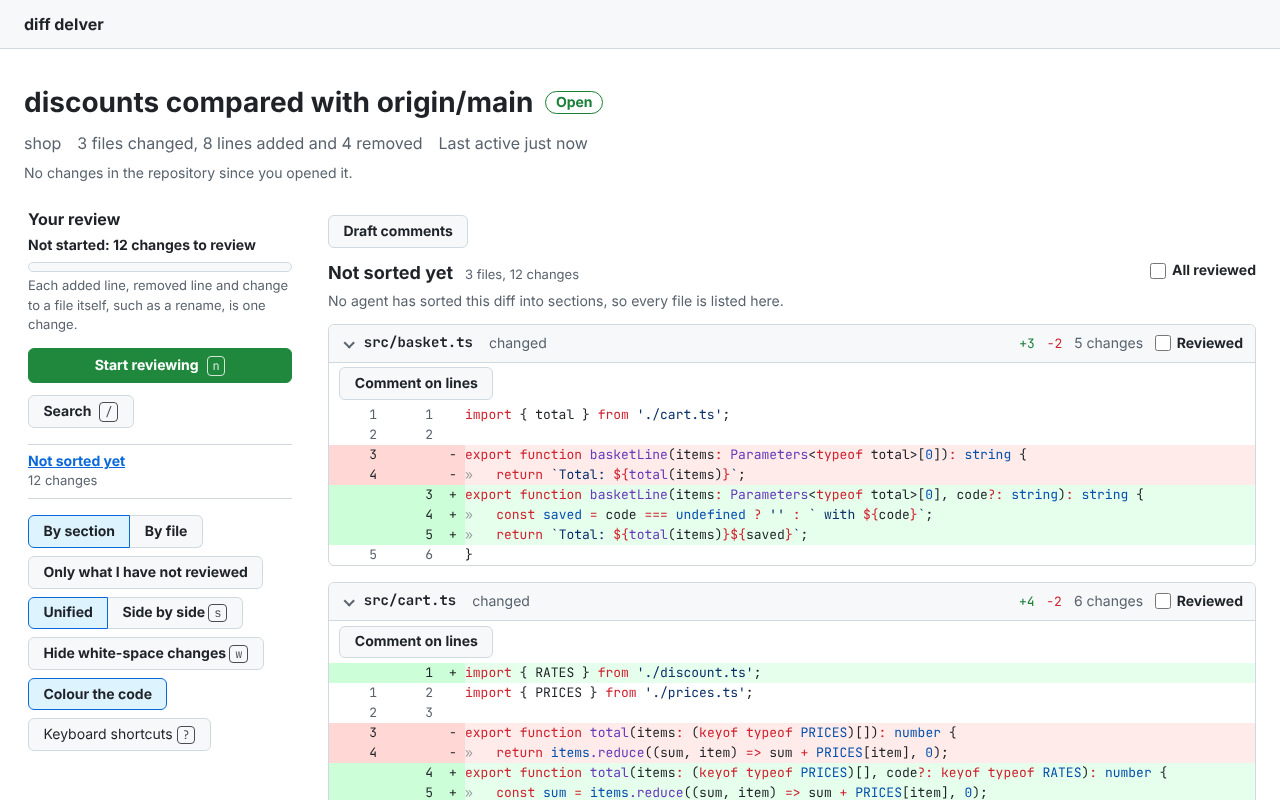 diff delver
discounts compared with origin/main Open
shop 3 files changed, 8 lines added and 4 removed Last active just now
No changes in the repository since you opened it.
Your review
Not started: 12 changes to review
Each added line, removed line and change
to a file itself, such as a rename, is one
change.
Start reviewing n
Search /
Not sorted yet
12 changes
By section By file
Only what I have not reviewed
Unified Side by side s
Hide white-space changes w
Colour the code
Keyboard shortcuts ?
Draft comments
Not sorted yet 3 files, 12 changes All reviewed
No agent has sorted this diff into sections, so every file is listed here.
src/basket.ts changed +3 -2 5 changes Reviewed
Comment on lines
1 1 import { total } from './cart.ts';
2 2
3 - export function basketLine(items: Parameters<typeof total>[0]): string {
4 - » return `Total: ${total(items)}`;
3 + export function basketLine(items: Parameters<typeof total>[0], code?: string): string {
4 + » const saved = code === undefined ? '' : ` with ${code}`;
5 + » return `Total: ${total(items)}${saved}`;
5 6 }
src/cart.ts changed +4 -2 6 changes Reviewed
Comment on lines
1 + import { RATES } from './discount.ts';
1 2 import { PRICES } from './prices.ts';
2 3
3 - export function total(items: (keyof typeof PRICES)[]): number {
4 - » return items.reduce((sum, item) => sum + PRICES[item], 0);
4 + export function total(items: (keyof typeof PRICES)[], code?: keyof typeof RATES): number {
5 + » const sum = items.reduce((sum, item) => sum + PRICES[item], 0);